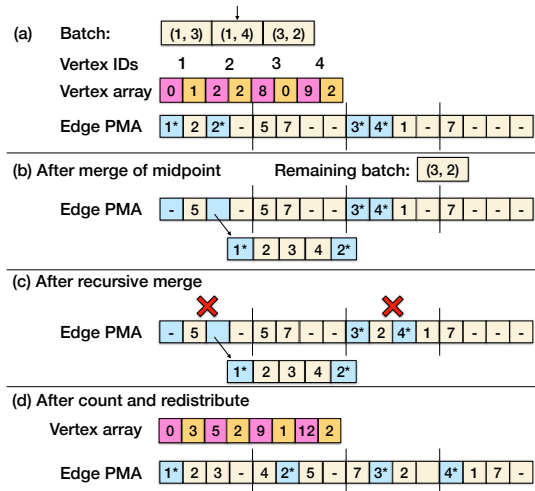 (a) Batch: (1, 3) (1, 4) (3, 2)
Vertex IDs 1 2 3 4
Vertex array 0 1 2 2 8 0 9 2
Edge PMA 1* 2 2* - 5 7 - - 3* 4* 1 - 7 - - -
(b) After merge of midpoint Remaining batch: (3, 2)
Edge PMA - 5 - 5 7 - - 3* 4* 1 - 7 - - -
1* 2 3 4 2*
(c) After recursive merge
Edge PMA - 5 - 5 7 - - 3* 2 4* 1 7 - - -
1* 2 3 4 2*
(d) After count and redistribute
Vertex array 0 3 5 2 9 1 12 2
Edge PMA 1* 2 3 - 4 2* 5 - 7 3* 2 4* 1 7 -